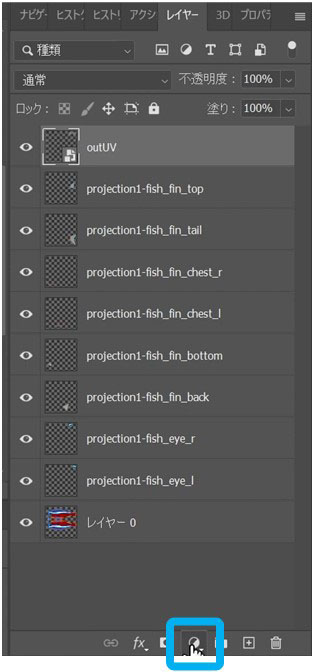 ナビゲ ヒストグ ヒストリ アクシ レイヤー 3D プロパテ
種類
通常 不透明度： 100%
ロック： 塗り： 100%
outUV
projection1-fish_fin_top
projection1-fish_fin_tail
projection1-fish_fin_chest_r
projection1-fish_fin_chest_l
projection1-fish_fin_bottom
projection1-fish_fin_back
projection1-fish_eye_r
projection1-fish_eye_l
レイヤー 0
fx